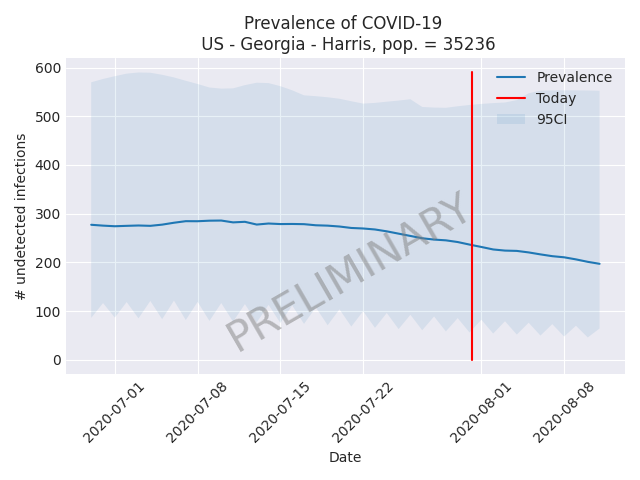 Prevalence of COVID-19
US - Georgia - Harris, pop. = 35236
600
500
400
300
200
100
0
# undetected infections
Prevalence
Today
95CI
PRELIMINARY
2020-07-01
2020-07-08
2020-07-15
2020-07-22
2020-08-01
2020-08-08
Date